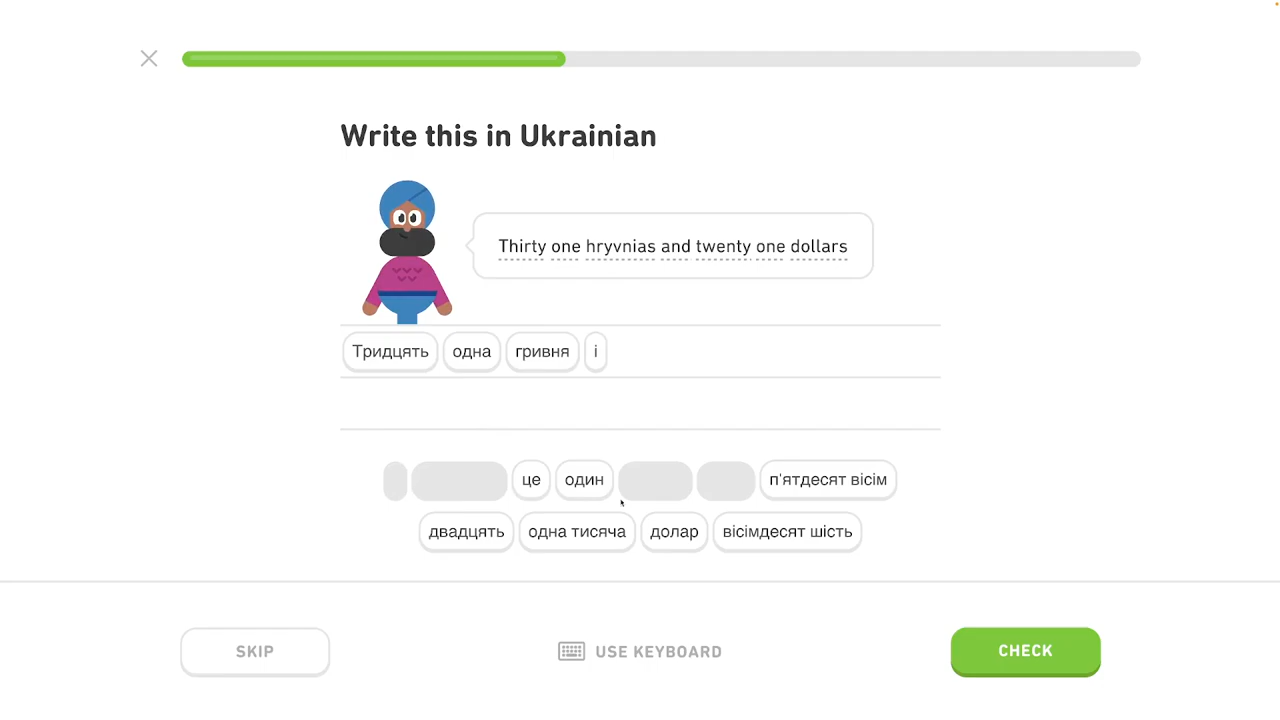 Write this in Ukrainian
Thirty one hryvnias and twenty one dollars
Тридцять одна гривня і
це один п'ятдесят вісім
двадцять одна тисяча долар вісімдесят шість
SKIP USE KEYBOARD CHECK